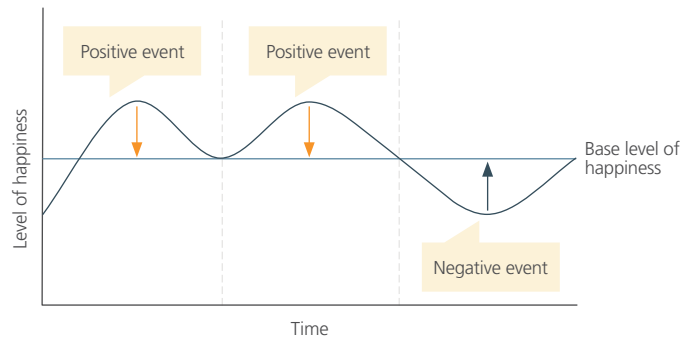 Positive event
Positive event
Level of happiness
Base level of
happiness
Negative event
Time